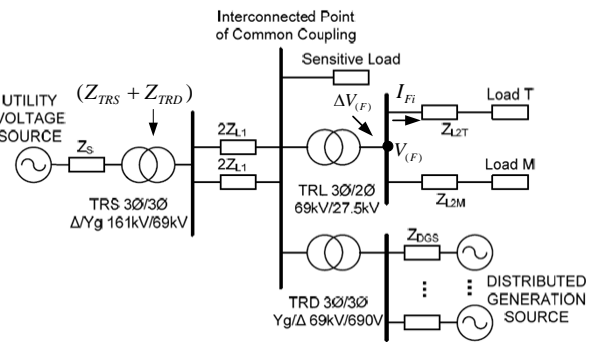 Interconnected Point
of Common Coupling
Sensitive Load
(Z_TRS + Z_TRD)
ΔV_(F)
I_Fi
Load T
UTILITY
VOLTAGE
SOURCE
Z_S
2Z_L1
2Z_L1
Z_L2T
V_(F)
Load M
TRS 3Ø/3Ø
Δ/Yg 161kV/69kV
TRL 3Ø/2Ø
69kV/27.5kV
Z_L2M
Z_DGS
TRD 3Ø/3Ø
Yg/Δ 69kV/690V
DISTRIBUTED
GENERATION
SOURCE